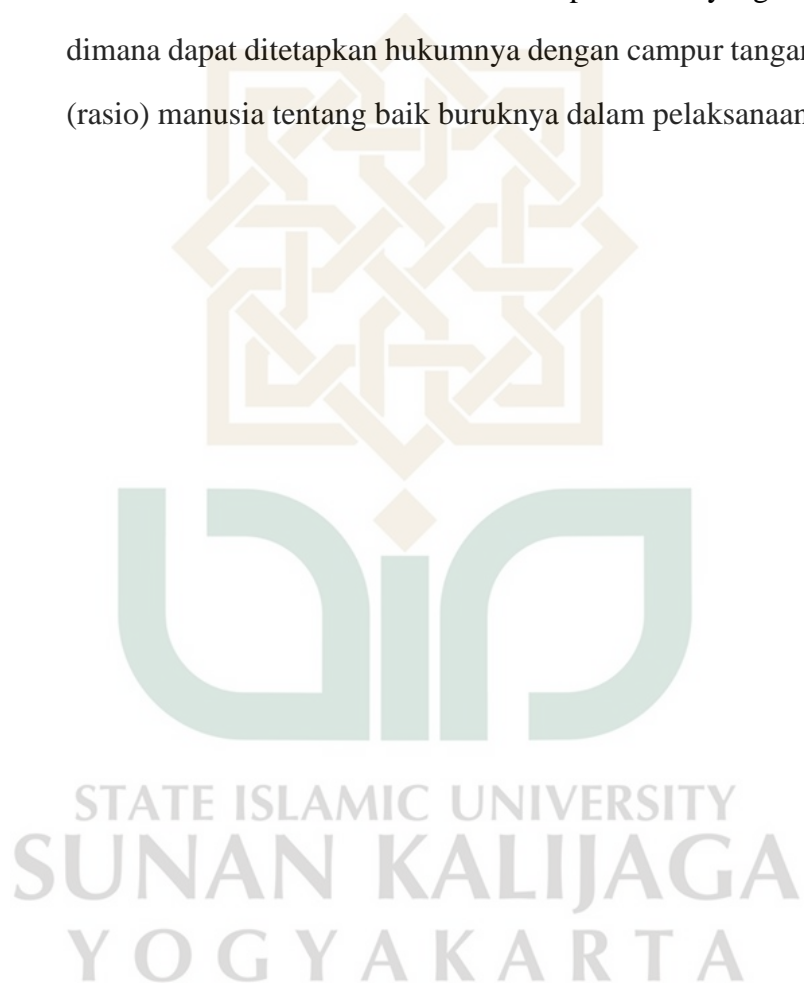 dimana dapat ditetapkan hukumnya dengan campur tangan
(rasio) manusia tentang baik buruknya dalam pelaksanaan
STATE ISLAMIC UNIVERSITY
SUNAN KALIJAGA
YOGYAKARTA